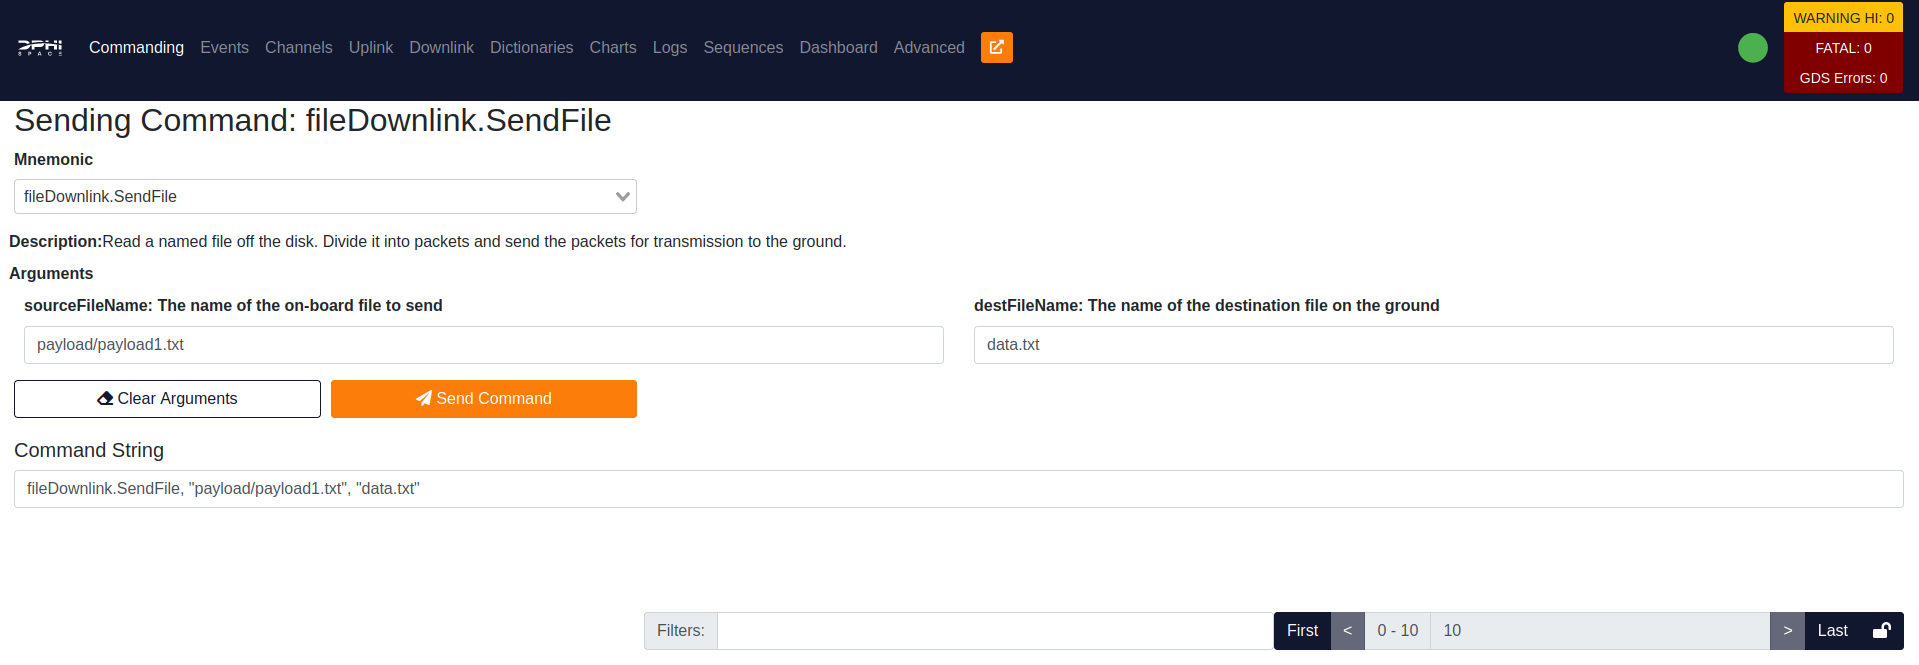 DPHI
SPACE
Commanding Events Channels Uplink Downlink Dictionaries Charts Logs Sequences Dashboard Advanced
WARNING HI: 0
FATAL: 0
GDS Errors: 0
Sending Command: fileDownlink.SendFile
Mnemonic
fileDownlink.SendFile
Description:Read a named file off the disk. Divide it into packets and send the packets for transmission to the ground.
Arguments
sourceFileName: The name of the on-board file to send
payload/payload1.txt
destFileName: The name of the destination file on the ground
data.txt
Clear Arguments Send Command
Command String
fileDownlink.SendFile, "payload/payload1.txt", "data.txt"
Filters: First < 0 - 10 10 > Last